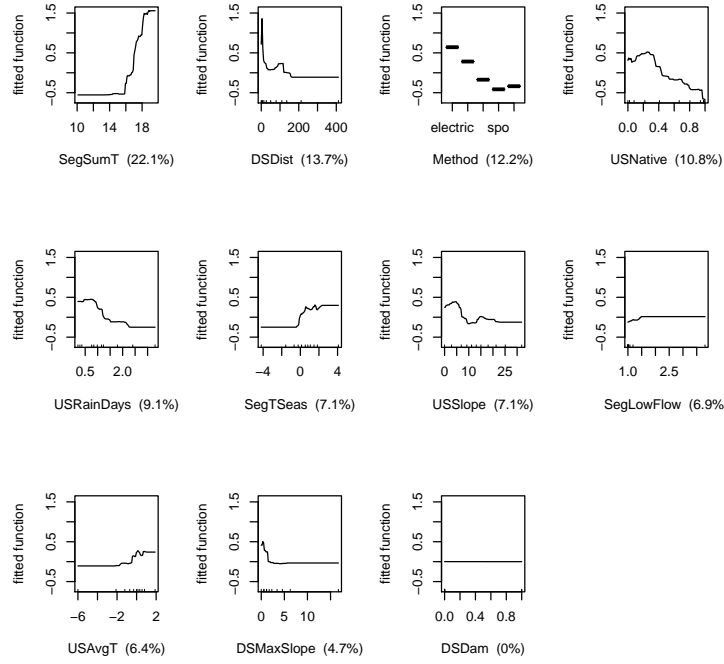 fitted function
−0.5 0.5 1.5
10 14 18
SegSumT (22.1%)
fitted function
−0.5 0.5 1.5
0 200 400
DSDist (13.7%)
fitted function
−0.5 0.5 1.5
electric spo
Method (12.2%)
fitted function
−0.5 0.5 1.5
0.0 0.4 0.8
USNative (10.8%)
fitted function
−0.5 0.5 1.5
0.5 2.0
USRainDays (9.1%)
fitted function
−0.5 0.5 1.5
−4 0 4
SegTSeas (7.1%)
fitted function
−0.5 0.5 1.5
0 5 15 25
USSlope (7.1%)
fitted function
−0.5 0.5 1.5
1.0 2.5
SegLowFlow (6.9%
fitted function
−0.5 0.5 1.5
−6 −2 2
USAvgT (6.4%)
fitted function
−0.5 0.5 1.5
0 5 10
DSMaxSlope (4.7%)
fitted function
−0.5 0.5 1.5
0.0 0.4 0.8
DSDam (0%)